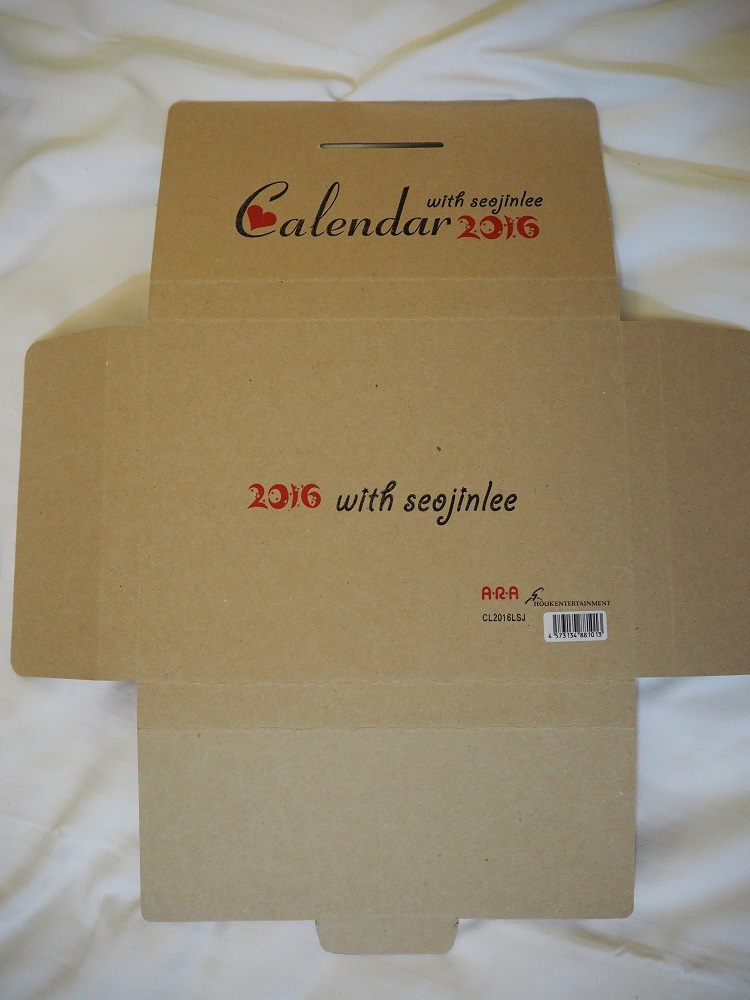 with seojinlee
Calendar 2016
2016 with seojinlee
A·R·A HOOKENTERTAINMENT
CL2016LSJ
4 573134 881013